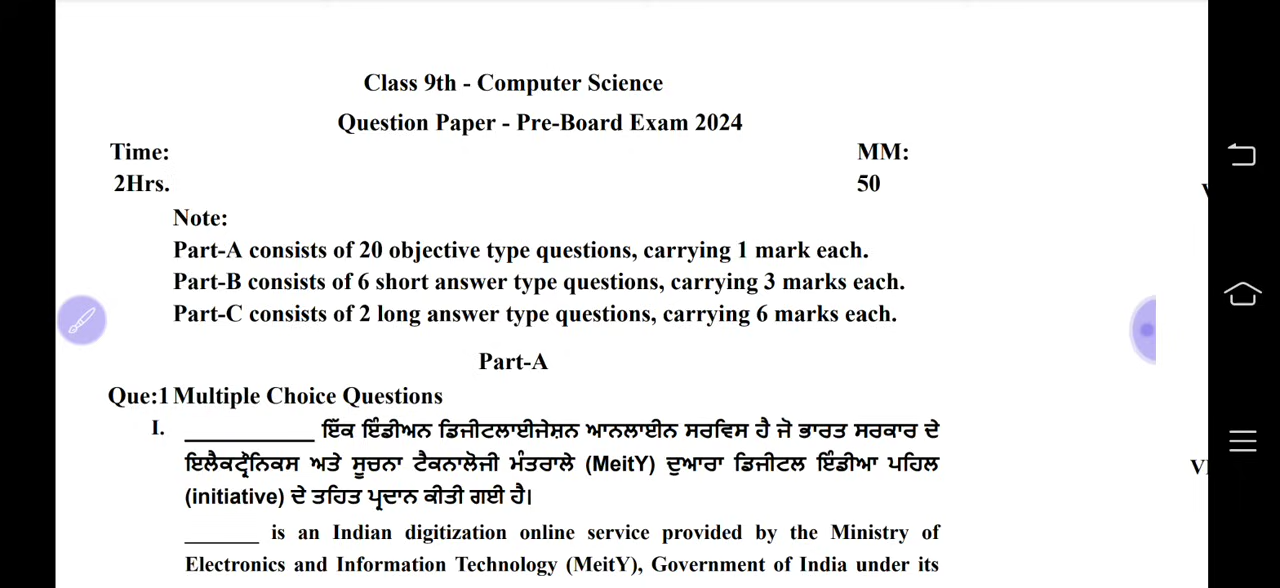 Class 9th - Computer Science
Question Paper - Pre-Board Exam 2024
Time: MM:
2Hrs. 50
Note:
Part-A consists of 20 objective type questions, carrying 1 mark each.
Part-B consists of 6 short answer type questions, carrying 3 marks each.
Part-C consists of 2 long answer type questions, carrying 6 marks each.
Part-A
Que:1 Multiple Choice Questions
I. ___________ ਇੱਕ ਇੰਡੀਅਨ ਡਿਜੀਟਲਾਈਜੇਸ਼ਨ ਆਨਲਾਈਨ ਸਰਵਿਸ ਹੈ ਜੋ ਭਾਰਤ ਸਰਕਾਰ ਦੇ
ਇਲੈਕਟ੍ਰੌਨਿਕਸ ਅਤੇ ਸੂਚਨਾ ਟੈਕਨਾਲੋਜੀ ਮੰਤਰਾਲੇ (MeitY) ਦੁਆਰਾ ਡਿਜੀਟਲ ਇੰਡੀਆ ਪਹਿਲ
(initiative) ਦੇ ਤਹਿਤ ਪ੍ਰਦਾਨ ਕੀਤੀ ਗਈ ਹੈ।
_______ is an Indian digitization online service provided by the Ministry of
Electronics and Information Technology (MeitY), Government of India under its